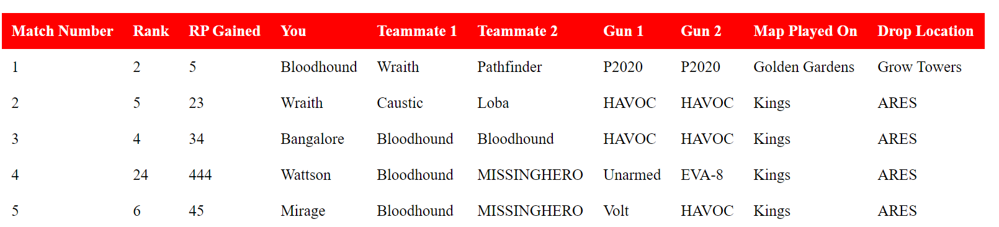 Match Number Rank RP Gained You Teammate 1 Teammate 2 Gun 1 Gun 2 Map Played On Drop Location
1 2 5 Bloodhound Wraith Pathfinder P2020 P2020 Golden Gardens Grow Towers
2 5 23 Wraith Caustic Loba HAVOC HAVOC Kings ARES
3 4 34 Bangalore Bloodhound Bloodhound HAVOC HAVOC Kings ARES
4 24 444 Wattson Bloodhound MISSINGHERO Unarmed EVA-8 Kings ARES
5 6 45 Mirage Bloodhound MISSINGHERO Volt HAVOC Kings ARES